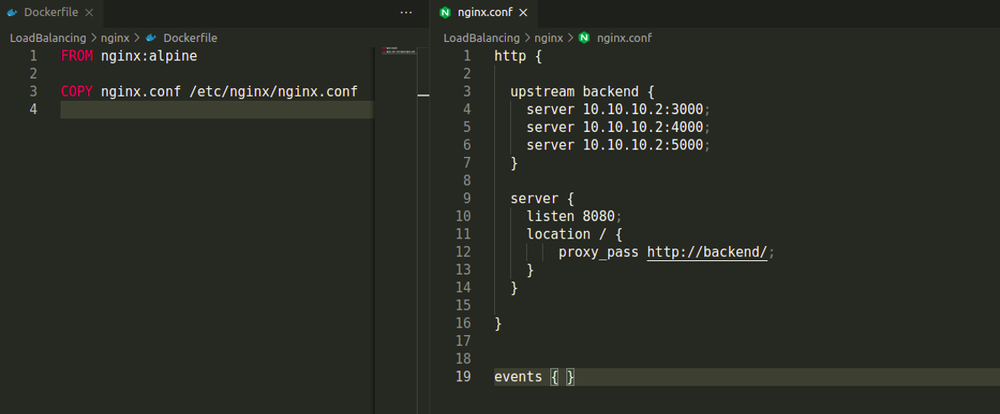 Dockerfile
LoadBalancing > nginx > Dockerfile
1 FROM nginx:alpine
2
3 COPY nginx.conf /etc/nginx/nginx.conf
4
nginx.conf
LoadBalancing > nginx > nginx.conf
1 http {
2
3 upstream backend {
4 server 10.10.10.2:3000;
5 server 10.10.10.2:4000;
6 server 10.10.10.2:5000;
7 }
8
9 server {
10 listen 8080;
11 location / {
12 proxy_pass http://backend/;
13 }
14 }
15
16 }
17
18
19 events { }